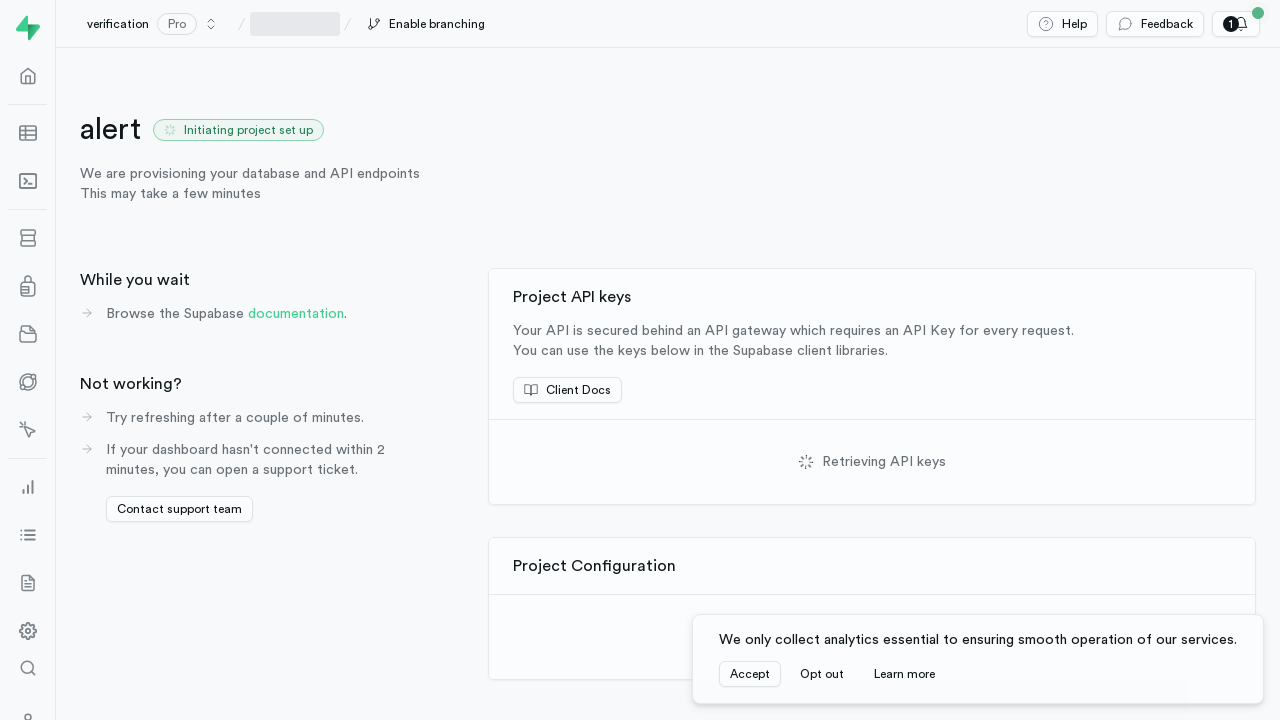 verification Pro / / Enable branching Help Feedback 1
alert Initiating project set up
We are provisioning your database and API endpoints
This may take a few minutes
While you wait
Browse the Supabase documentation.
Not working?
Try refreshing after a couple of minutes.
If your dashboard hasn't connected within 2
minutes, you can open a support ticket.
Contact support team
Project API keys
Your API is secured behind an API gateway which requires an API Key for every request.
You can use the keys below in the Supabase client libraries.
Client Docs
Retrieving API keys
Project Configuration
We only collect analytics essential to ensuring smooth operation of our services.
Accept Opt out Learn more